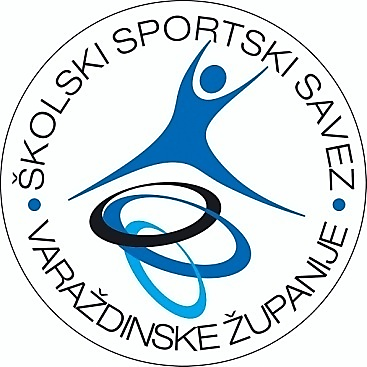 ŠKOLSKI SPORTSKI SAVEZ
VARAŽDINSKE ŽUPANIJE